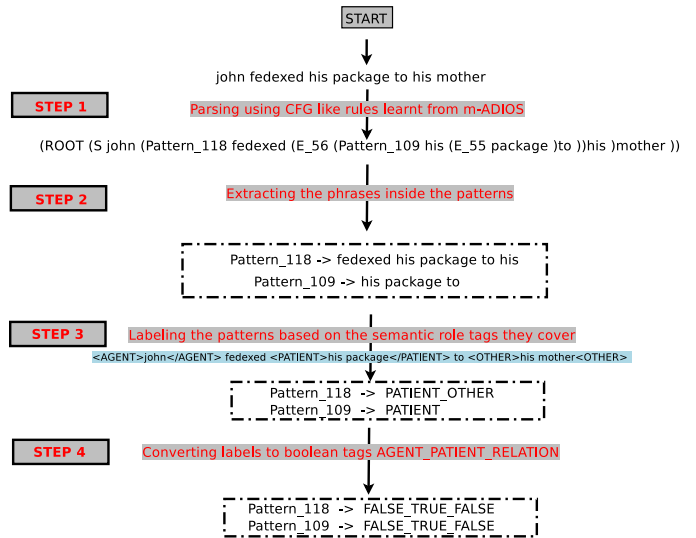 START
john fedexed his package to his mother
STEP 1
Parsing using CFG like rules learnt from m-ADIOS
(ROOT (S john (Pattern_118 fedexed (E_56 (Pattern_109 his (E_55 package )to ))his )mother ))
STEP 2
Extracting the phrases inside the patterns
Pattern_118 -> fedexed his package to his
Pattern_109 -> his package to
STEP 3
Labeling the patterns based on the semantic role tags they cover
<AGENT>john</AGENT> fedexed <PATIENT>his package</PATIENT> to <OTHER>his mother<OTHER>
Pattern_118 -> PATIENT_OTHER
Pattern_109 -> PATIENT
STEP 4
Converting labels to boolean tags AGENT_PATIENT_RELATION
Pattern_118 -> FALSE_TRUE_FALSE
Pattern_109 -> FALSE_TRUE_FALSE